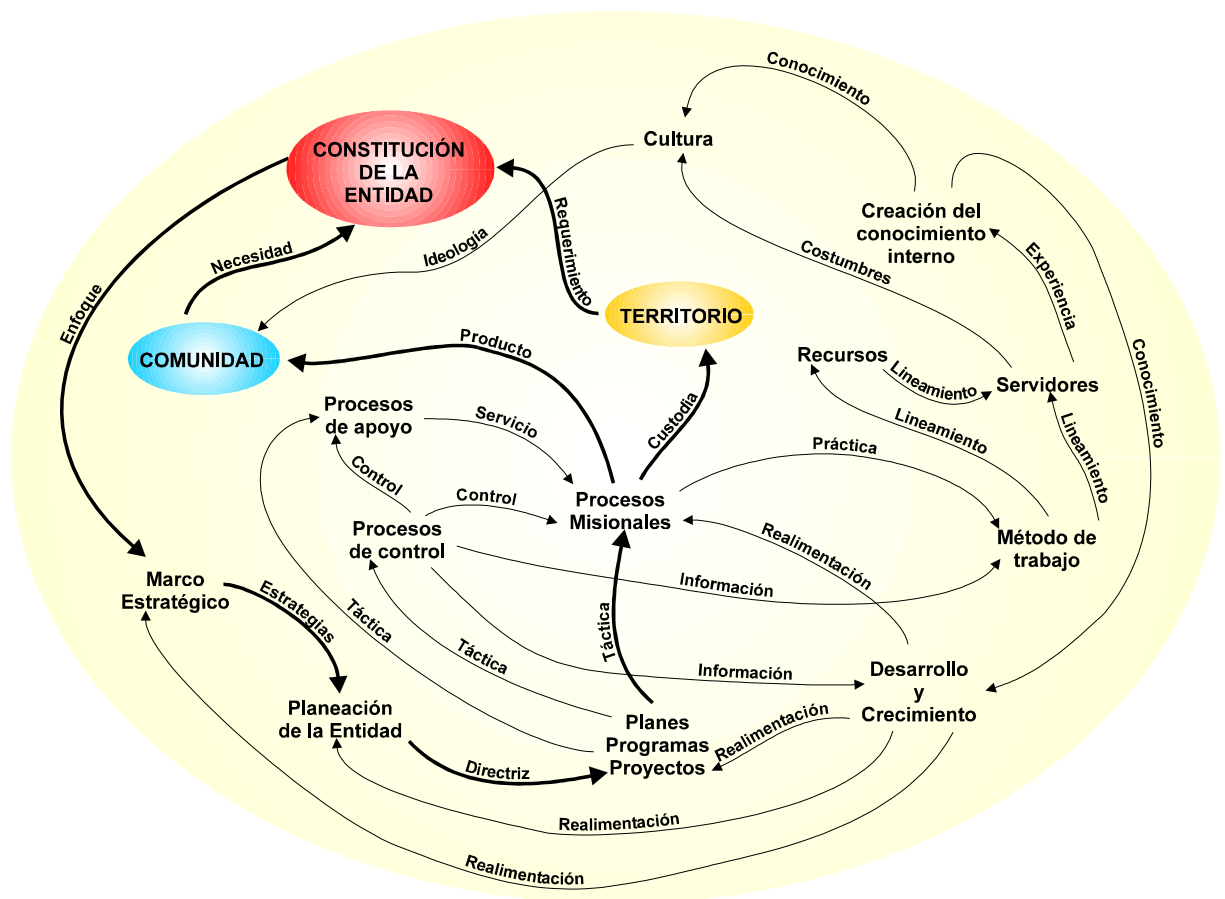 Conocimiento
Cultura
CONSTITUCIÓN
DE LA
ENTIDAD
Requerimiento
Creación del
conocimiento
interno
Necesidad
Ideología
Costumbres
Experiencia
Enfoque
TERRITORIO
COMUNIDAD
Producto
Recursos
Lineamiento
Servidores
Conocimiento
Procesos
de apoyo
Servicio
Custodia
Lineamiento
Práctica
Lineamiento
Control
Control
Procesos
Misionales
Procesos
de control
Realimentación
Método de
trabajo
Marco
Estratégico
Estrategias
Información
Táctica
Táctica
Táctica
Información
Desarrollo
y
Crecimiento
Planeación
de la Entidad
Planes
Programas
Proyectos
Realimentación
Directriz
Realimentación
Realimentación